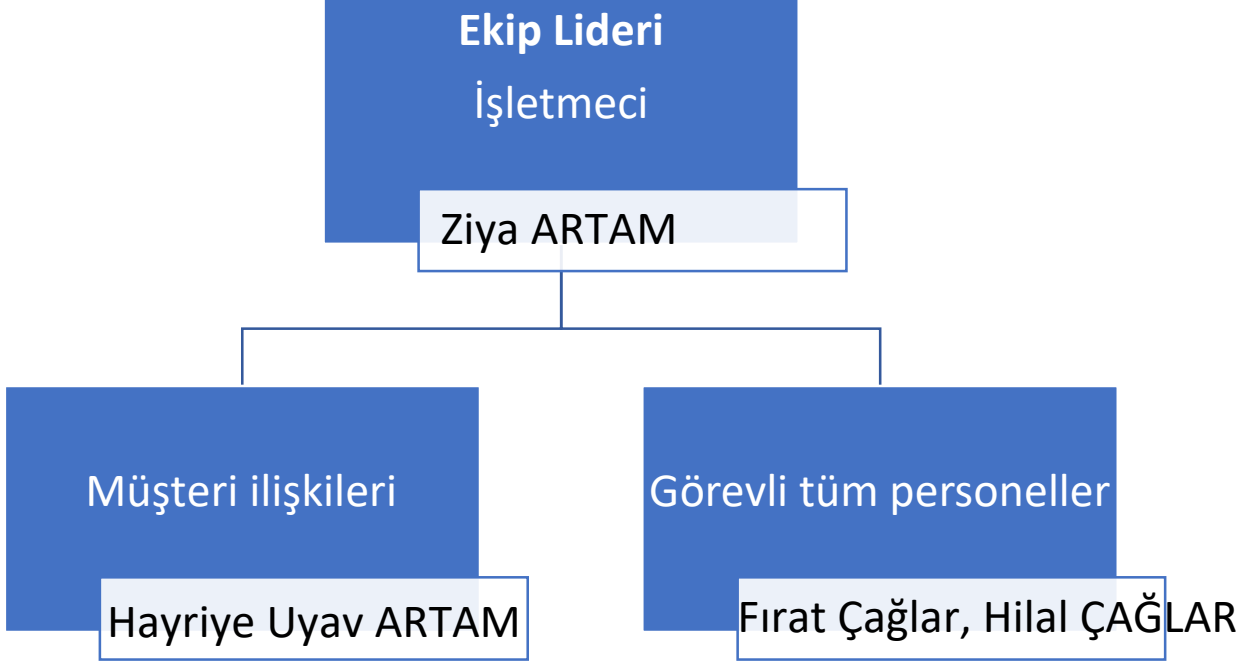 Ekip Lideri
İşletmeci
Ziya ARTAM
Müşteri ilişkileri
Hayriye Uyav ARTAM
Görevli tüm personeller
Fırat Çağlar, Hilal ÇAĞLAR